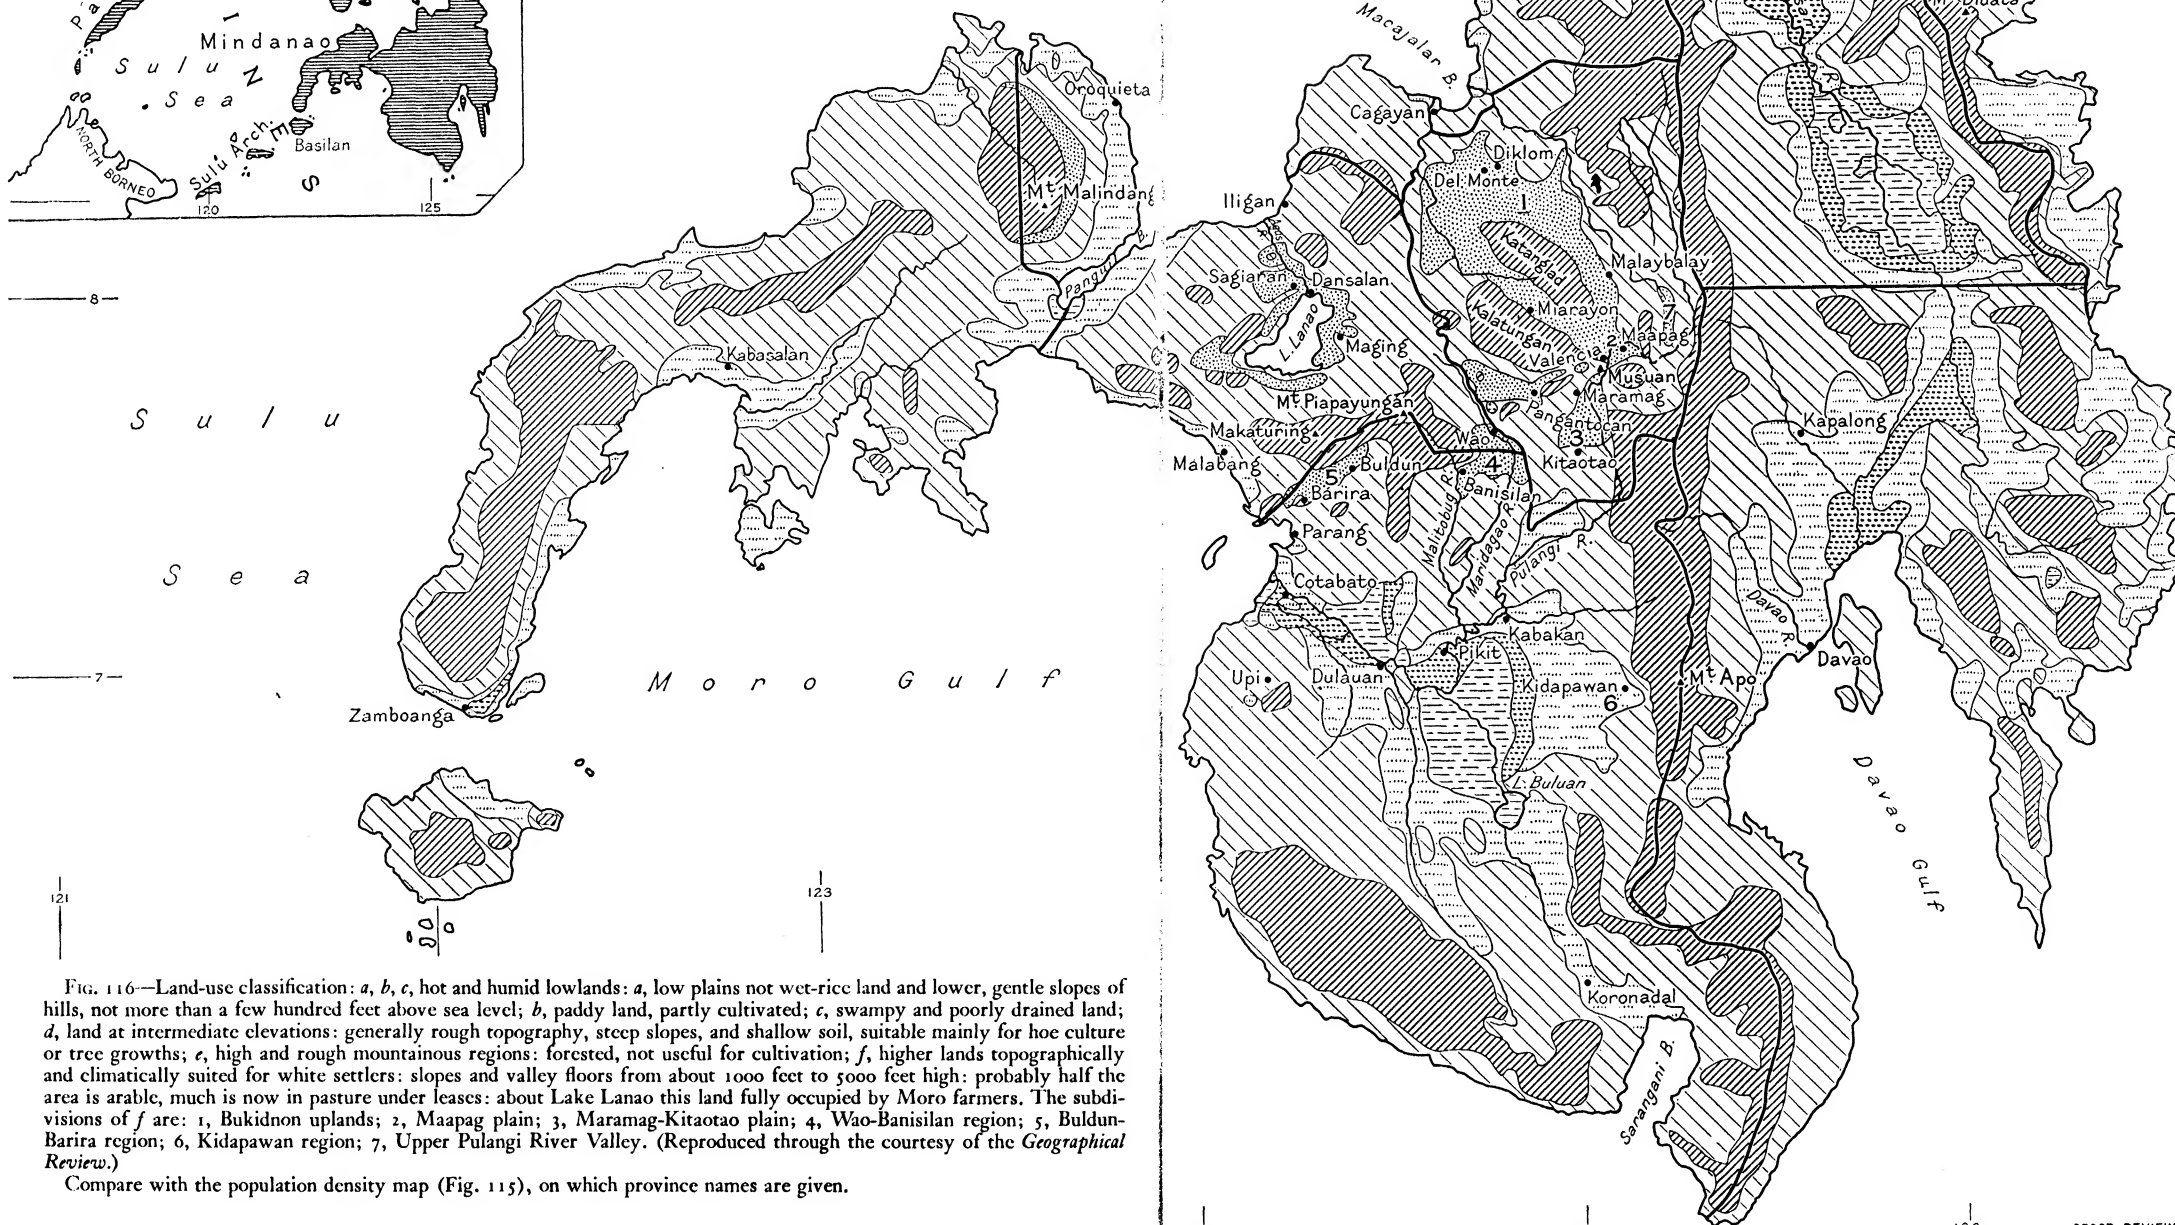 Mindanao
Sulu
Sea
Sulu Arch.
Basilan
NORTH
BORNEO
120
125
Oroquieta
Mt. Malindang
Panguil B.
8
Kabasalan
Sulu
Sea
7
Zamboanga
Moro Gulf
121
123
Macajalar B.
Cagayan
Diklom
Del Monte
1
Iligan
Katanglad
Malaybalay
Sagiaran
Dansalan
Miarayon
7
Kalatungan
2
Maapag
L. Lanao
Maging
Valencia
Musuan
Mt. Piapayungan
Maramag
Pangantocan
Makaturing
Wao
3
Kapalong
Malabang
Buldun
4
Kitaotao
5
Barira
Banisilan
Parang
Malitobug R.
Maridagao R.
Pulangi R.
Cotabato
Davao R.
Kabakan
Pikit
Davao
Upi
Dulauan
Kidapawan
6
Mt. Apo
L. Buluan
Davao Gulf
Koronadal
Sarangani B.
FIG. 116—Land-use classification: a, b, c, hot and humid lowlands: a, low plains not wet-rice land and lower, gentle slopes of
hills, not more than a few hundred feet above sea level; b, paddy land, partly cultivated; c, swampy and poorly drained land;
d, land at intermediate elevations: generally rough topography, steep slopes, and shallow soil, suitable mainly for hoe culture
or tree growths; e, high and rough mountainous regions: forested, not useful for cultivation; f, higher lands topographically
and climatically suited for white settlers: slopes and valley floors from about 1000 feet to 5000 feet high: probably half the
area is arable, much is now in pasture under leases: about Lake Lanao this land fully occupied by Moro farmers. The subdi-
visions of f are: 1, Bukidnon uplands; 2, Maapag plain; 3, Maramag-Kitaotao plain; 4, Wao-Banisilan region; 5, Buldun-
Barira region; 6, Kidapawan region; 7, Upper Pulangi River Valley. (Reproduced through the courtesy of the Geographical
Review.)
Compare with the population density map (Fig. 115), on which province names are given.